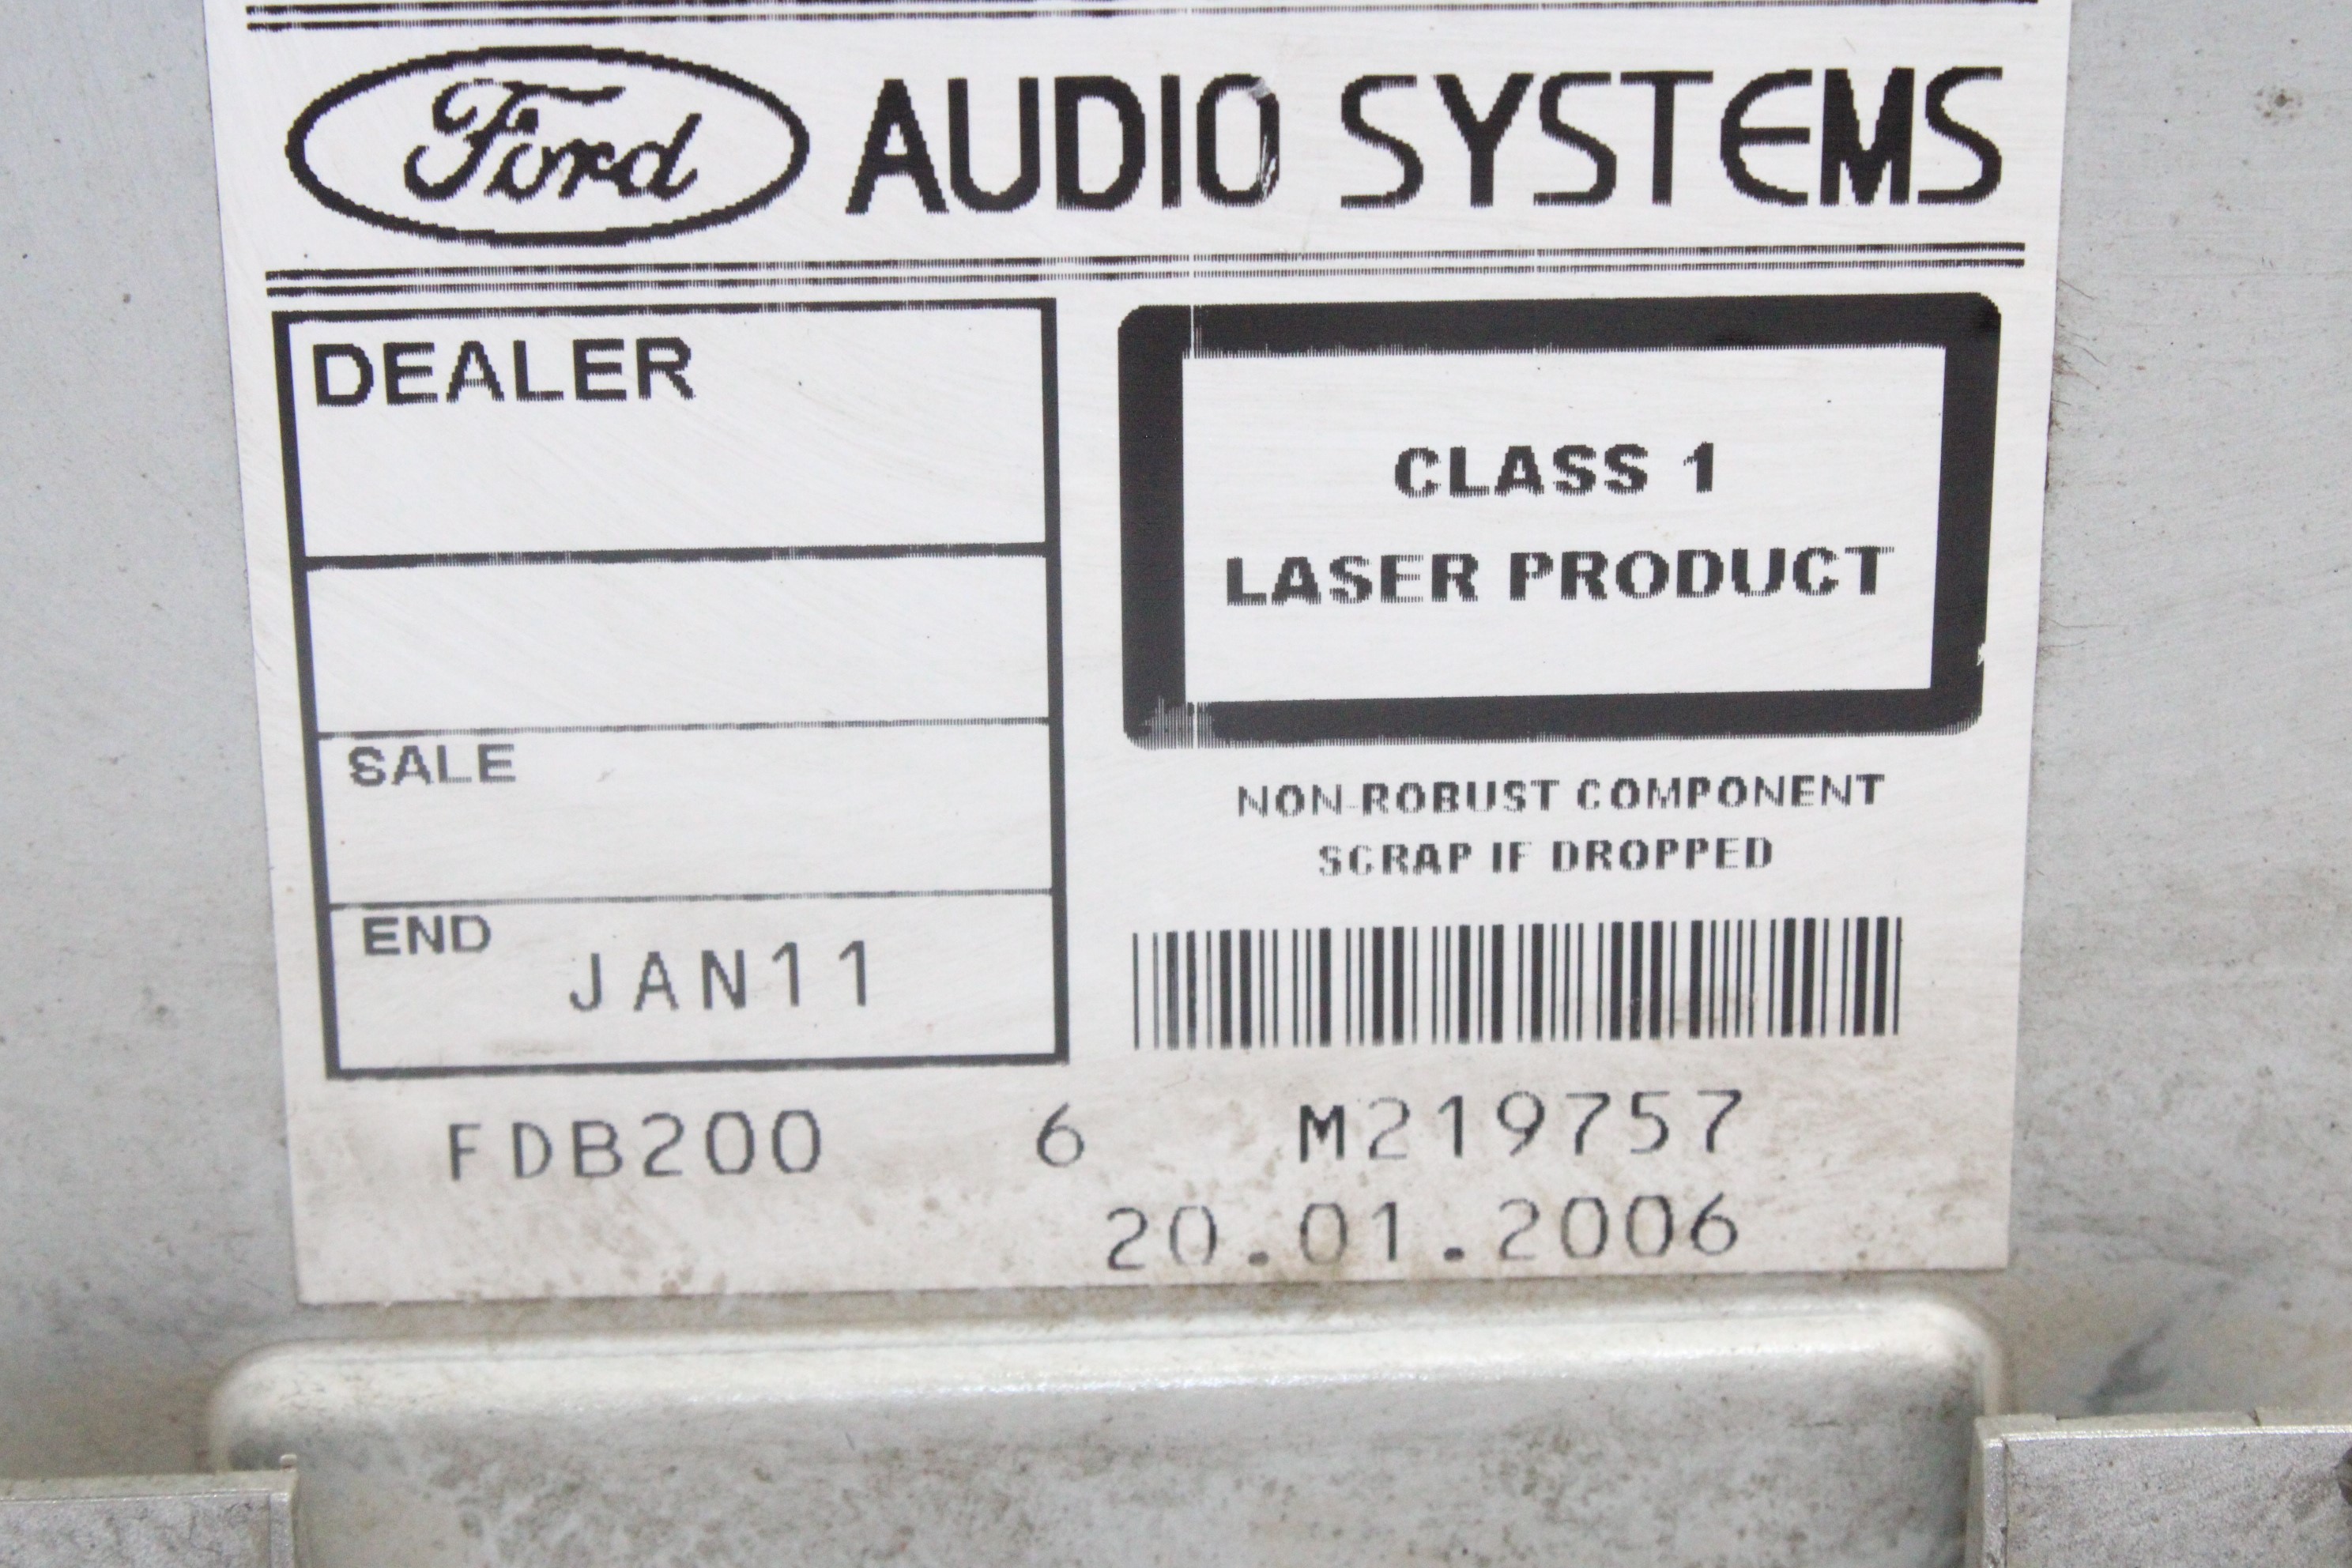 Ford AUDIO SYSTEMS
DEALER
SALE
END JAN11
CLASS 1
LASER PRODUCT
NON-ROBUST COMPONENT
SCRAP IF DROPPED
FDB200 6 M219757
20.01.2006